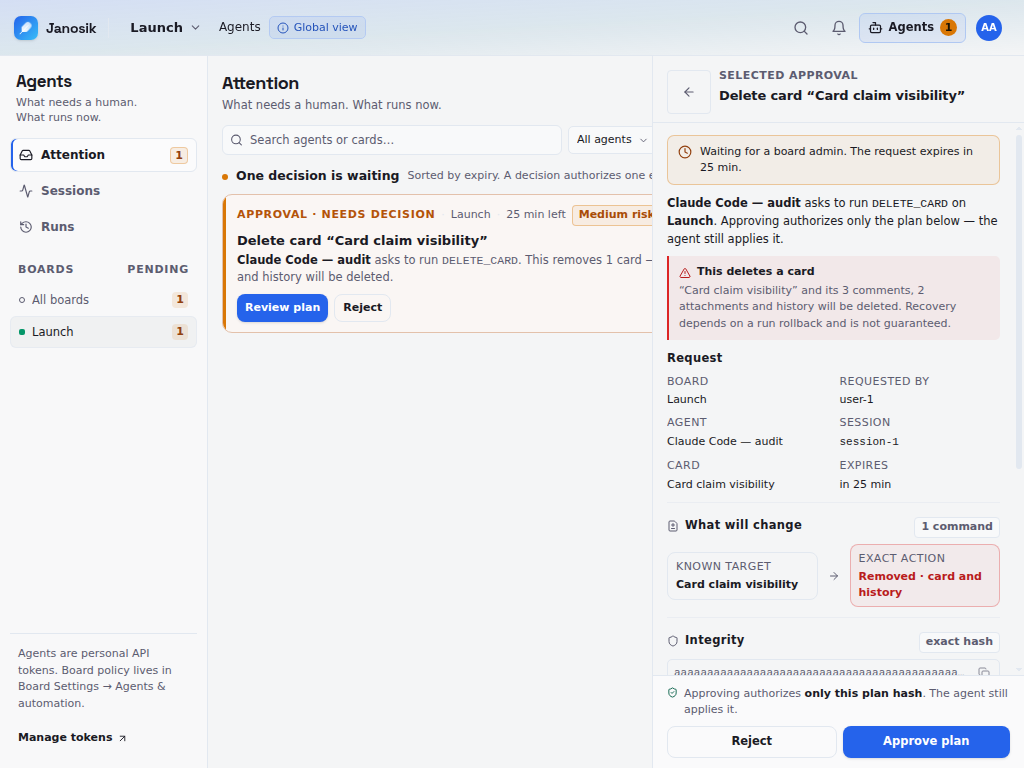 Janosik
Launch
Agents
Global view
Agents 1
AA
Agents
What needs a human.
What runs now.
Attention 1
Sessions
Runs
BOARDS PENDING
All boards 1
Launch 1
Agents are personal API
tokens. Board policy lives in
Board Settings → Agents &
automation.
Manage tokens
Attention
What needs a human. What runs now.
Search agents or cards…
All agents
One decision is waiting Sorted by expiry. A decision authorizes one e
APPROVAL · NEEDS DECISION · Launch · 25 min left Medium risk
Delete card “Card claim visibility”
Claude Code — audit asks to run DELETE_CARD. This removes 1 card —
and history will be deleted.
Review plan
Reject
SELECTED APPROVAL
Delete card “Card claim visibility”
Waiting for a board admin. The request expires in
25 min.
Claude Code — audit asks to run DELETE_CARD on
Launch. Approving authorizes only the plan below — the
agent still applies it.
This deletes a card
“Card claim visibility” and its 3 comments, 2
attachments and history will be deleted. Recovery
depends on a run rollback and is not guaranteed.
Request
BOARD REQUESTED BY
Launch user-1
AGENT SESSION
Claude Code — audit session-1
CARD EXPIRES
Card claim visibility in 25 min
What will change 1 command
KNOWN TARGET
Card claim visibility
→
EXACT ACTION
Removed · card and
history
Integrity exact hash
Approving authorizes only this plan hash. The agent still
applies it.
Reject
Approve plan